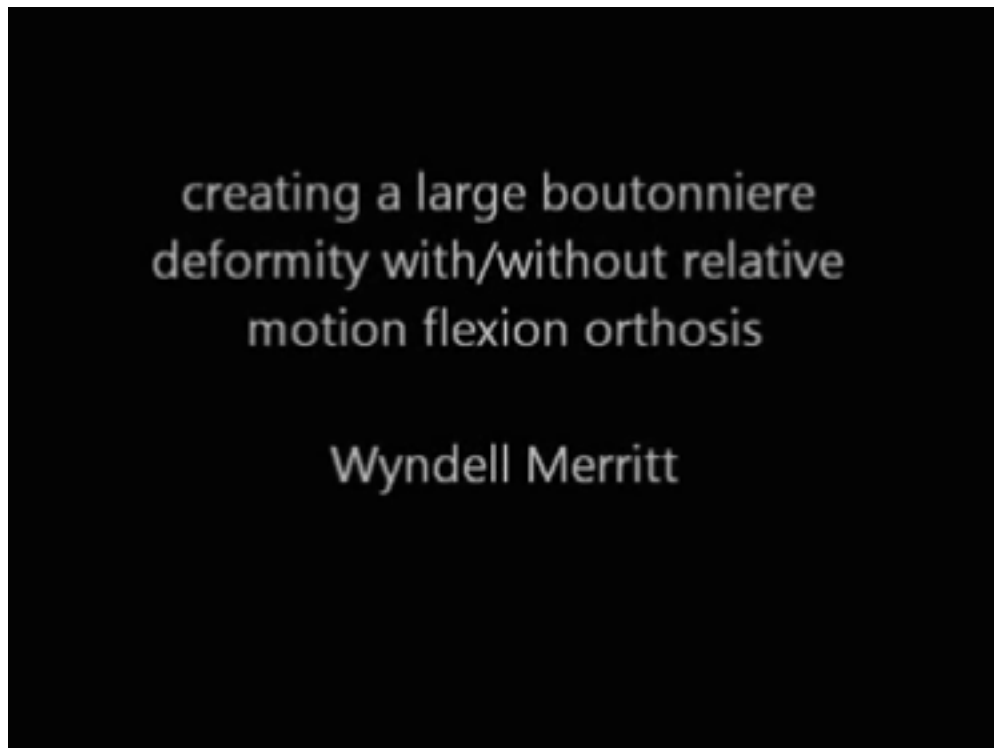 creating a large boutonniere
deformity with/without relative
motion flexion orthosis
Wyndell Merritt